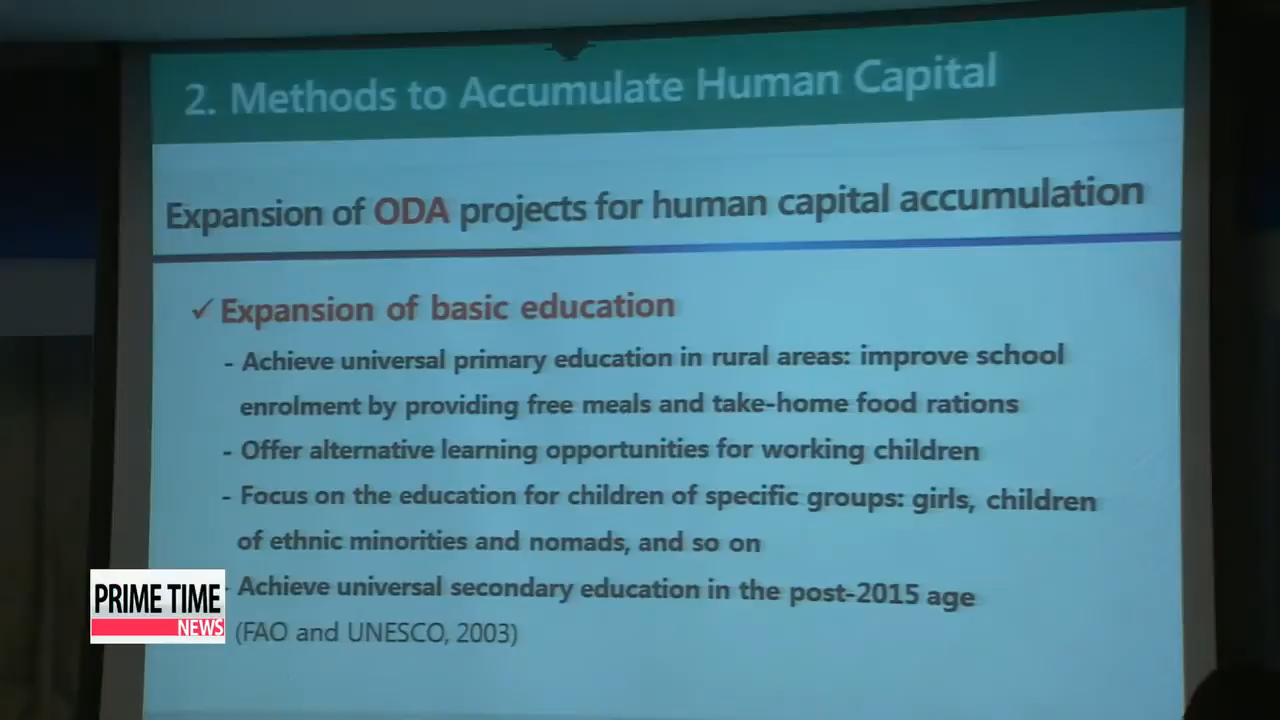 2. Methods to Accumulate Human Capital
Expansion of ODA projects for human capital accumulation
✓ Expansion of basic education
- Achieve universal primary education in rural areas: improve school
enrolment by providing free meals and take-home food rations
- Offer alternative learning opportunities for working children
- Focus on the education for children of specific groups: girls, children
of ethnic minorities and nomads, and so on
- Achieve universal secondary education in the post-2015 age
(FAO and UNESCO, 2003)
PRIME TIME
NEWS